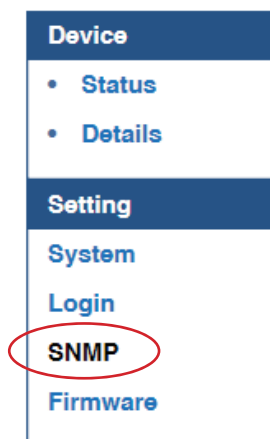 Device
• Status
• Details
Setting
System
Login
SNMP
Firmware